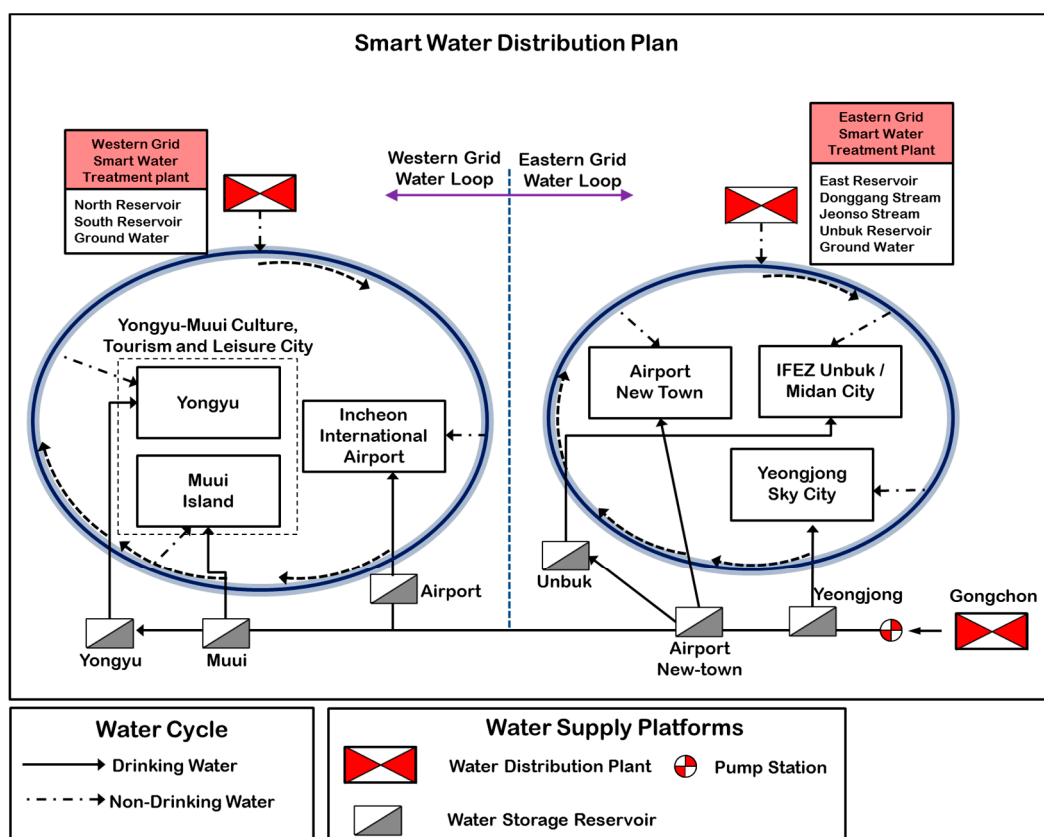 Smart Water Distribution Plan
Western Grid
Smart Water
Treatment plant
North Reservoir
South Reservoir
Ground Water
Western Grid
Water Loop
Eastern Grid
Water Loop
Eastern Grid
Smart Water
Treatment Plant
East Reservoir
Donggang Stream
Jeonso Stream
Unbuk Reservoir
Ground Water
Yongyu-Muui Culture,
Tourism and Leisure City
Yongyu
Muui
Island
Incheon
International
Airport
Airport
New Town
IFEZ Unbuk /
Midan City
Yeongjong
Sky City
Unbuk
Airport
Yeongjong
Gongchon
Yongyu
Muui
Airport
New-town
Water Cycle
Drinking Water
Non-Drinking Water
Water Supply Platforms
Water Distribution Plant
Pump Station
Water Storage Reservoir